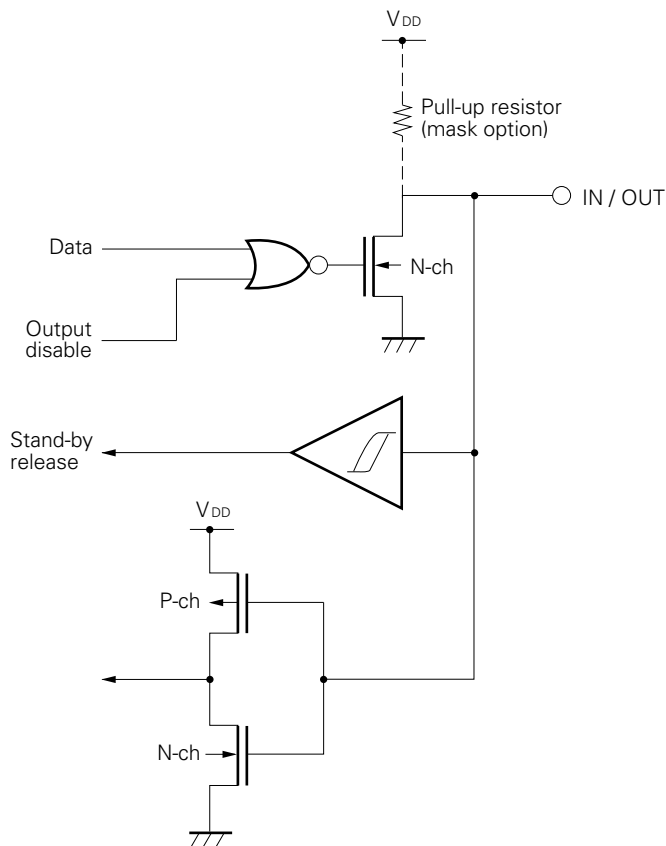 VDD
Pull-up resistor
(mask option)
IN / OUT
Data
N-ch
Output
disable
Stand-by
release
VDD
P-ch
N-ch